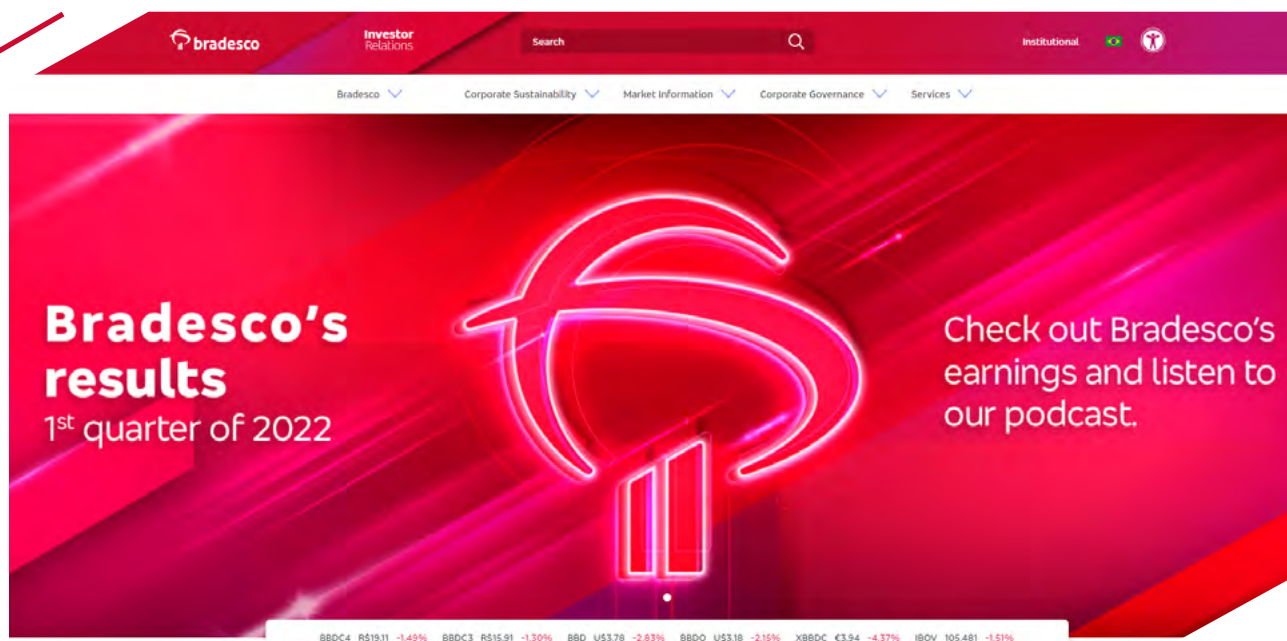 bradesco
Investor
Relations
Search
Institutional
Bradesco
Corporate Sustainability
Market Information
Corporate Governance
Services
Bradesco's
results
1st quarter of 2022
Check out Bradesco's
earnings and listen to
our podcast.
BBDC4 R$19.11 -1.49% BBDC3 R$15.91 -1.30% BBD US3.78 -2.83% BBDO US3.18 -2.15% XBBDC €3.94 -4.37% IBOV 105.481 -1.51%